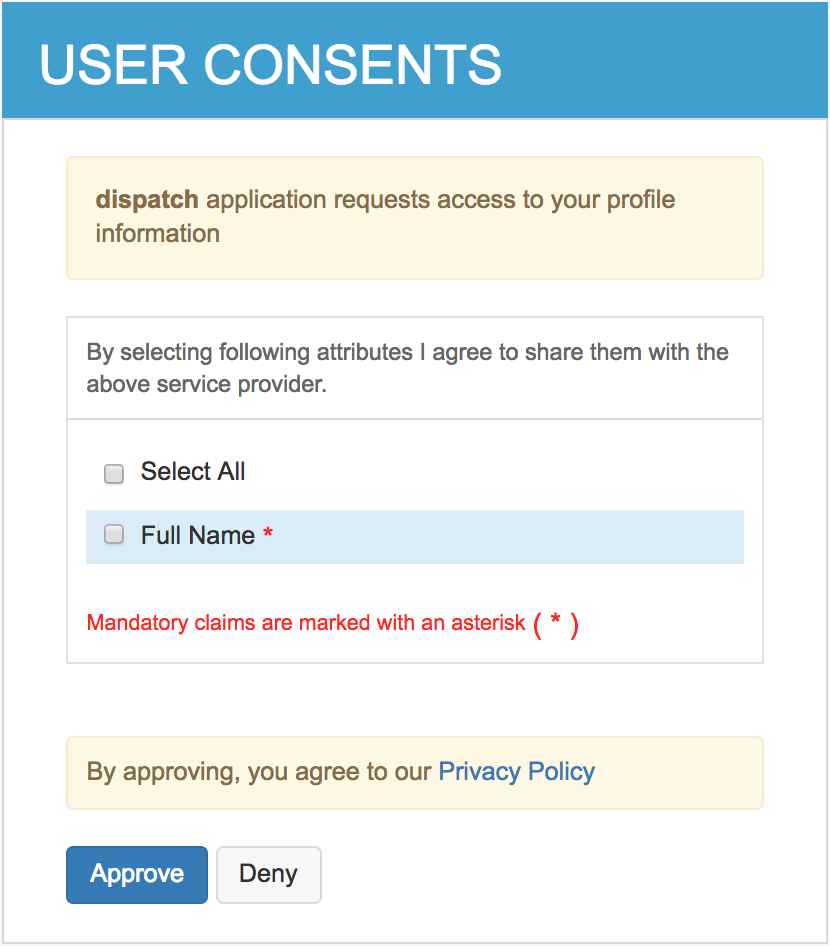 USER CONSENTS
dispatch application requests access to your profile
information
By selecting following attributes I agree to share them with the
above service provider.
Select All
Full Name *
Mandatory claims are marked with an asterisk ( * )
By approving, you agree to our Privacy Policy
Approve Deny